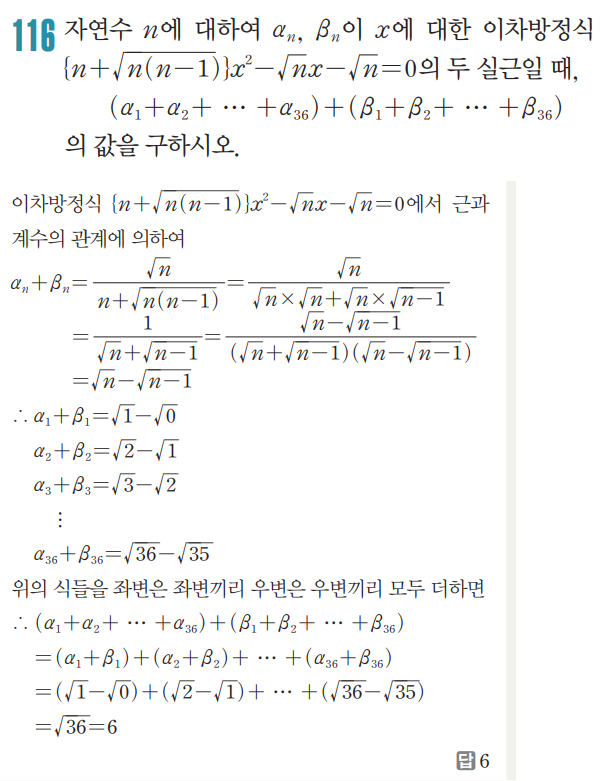 116 자연수 n에 대하여 αₙ, βₙ이 x에 대한 이차방정식
{n+√(n(n−1))}x²−√n x−√n=0의 두 실근일 때,
(α₁+α₂+ ⋯ +α₃₆)+(β₁+β₂+ ⋯ +β₃₆)
의 값을 구하시오.
이차방정식 {n+√(n(n−1))}x²−√n x−√n=0에서 근과
계수의 관계에 의하여
αₙ+βₙ=√n/(n+√(n(n−1)))=√n/(√n×√n+√n×√(n−1))
=1/(√n+√(n−1))=(√n−√(n−1))/((√n+√(n−1))(√n−√(n−1)))
=√n−√(n−1)
∴ α₁+β₁=√1−√0
α₂+β₂=√2−√1
α₃+β₃=√3−√2
⋮
α₃₆+β₃₆=√36−√35
위의 식들을 좌변은 좌변끼리 우변은 우변끼리 모두 더하면
∴ (α₁+α₂+ ⋯ +α₃₆)+(β₁+β₂+ ⋯ +β₃₆)
=(α₁+β₁)+(α₂+β₂)+ ⋯ +(α₃₆+β₃₆)
=(√1−√0)+(√2−√1)+ ⋯ +(√36−√35)
=√36=6
답 6